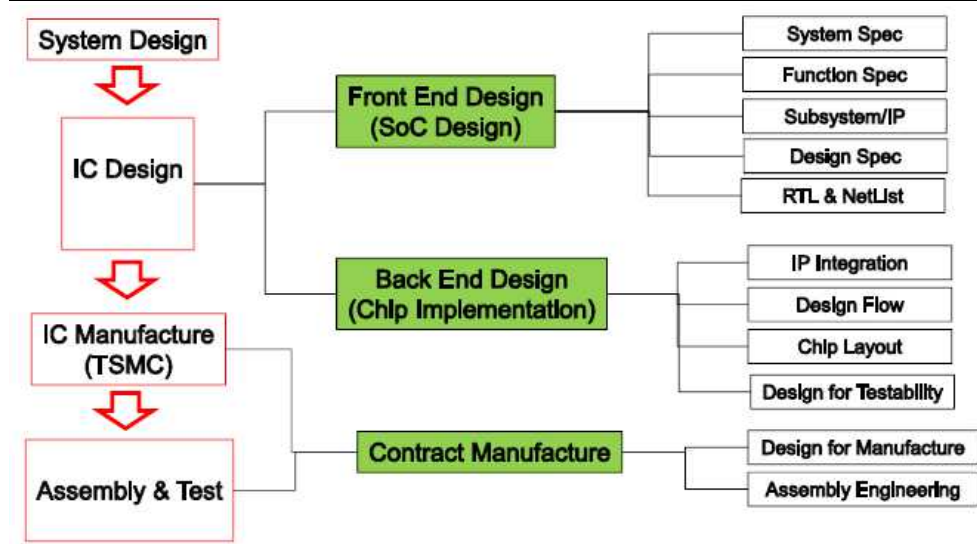 System Design
IC Design
IC Manufacture
(TSMC)
Assembly & Test
Front End Design
(SoC Design)
Back End Design
(Chip Implementation)
Contract Manufacture
System Spec
Function Spec
Subsystem/IP
Design Spec
RTL & NetList
IP Integration
Design Flow
Chip Layout
Design for Testability
Design for Manufacture
Assembly Engineering